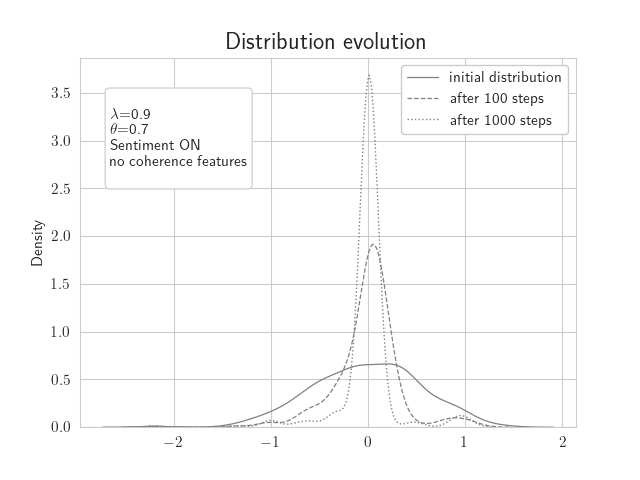 Distribution evolution
λ=0.9
θ=0.7
Sentiment ON
no coherence features
initial distribution
after 100 steps
after 1000 steps
Density
3.5
3.0
2.5
2.0
1.5
1.0
0.5
0.0
−2
−1
0
1
2